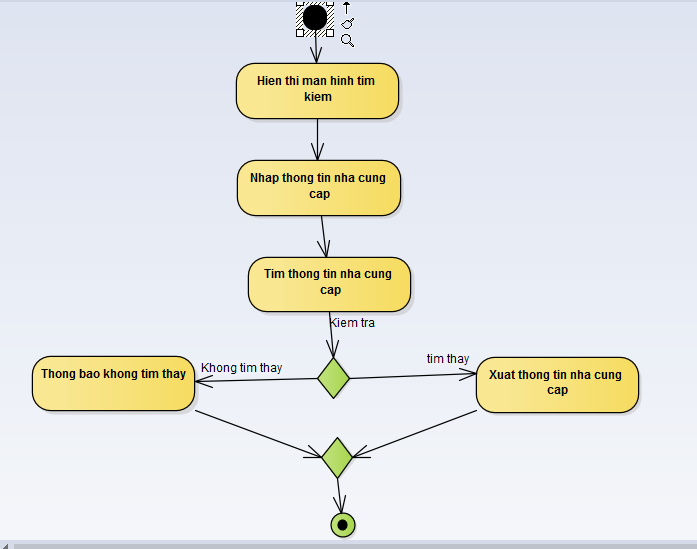 Hien thi man hinh tim
kiem
Nhap thong tin nha cung
cap
Tim thong tin nha cung
cap
Kiem tra
Khong tim thay
tim thay
Thong bao khong tim thay
Xuat thong tin nha cung
cap